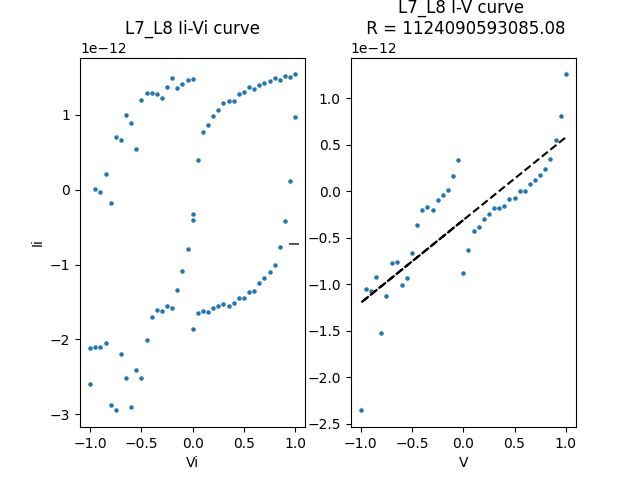 L7_L8 Ii-Vi curve
1e−12
Ii
1
0
−1
−2
−3
−1.0 −0.5 0.0 0.5 1.0
Vi
L7_L8 I-V curve
R = 1124090593085.08
1e−12
I
1.0
0.5
0.0
−0.5
−1.0
−1.5
−2.0
−2.5
−1.0 −0.5 0.0 0.5 1.0
V